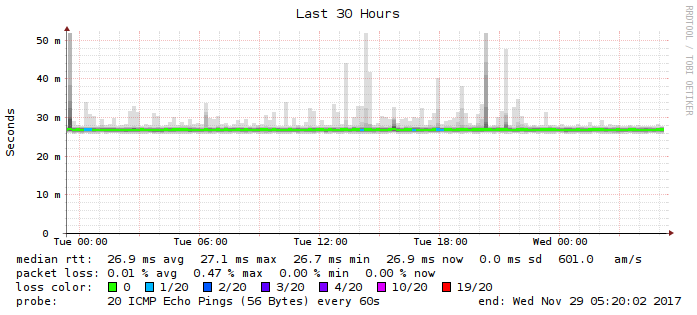 Last 30 Hours
RRDTOOL / TOBI OETIKER
Seconds
50 m
40 m
30 m
20 m
10 m
0
Tue 00:00 Tue 06:00 Tue 12:00 Tue 18:00 Wed 00:00
median rtt: 26.9 ms avg 27.1 ms max 26.7 ms min 26.9 ms now 0.0 ms sd 601.0 am/s
packet loss: 0.01 % avg 0.47 % max 0.00 % min 0.00 % now
loss color: 0 1/20 2/20 3/20 4/20 10/20 19/20
probe: 20 ICMP Echo Pings (56 Bytes) every 60s end: Wed Nov 29 05:20:02 2017